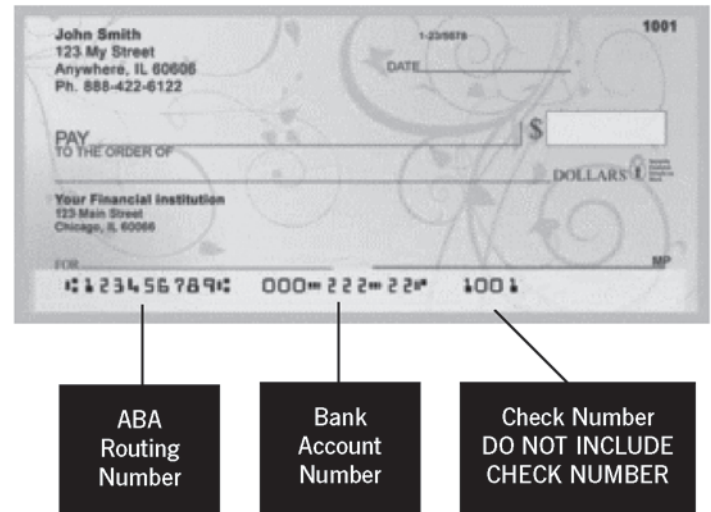 John Smith
123 My Street
Anywhere, IL 60606
Ph. 888-422-6122
1-23/5678
1001
DATE
PAY
TO THE ORDER OF
$
DOLLARS
Your Financial Institution
123 Main Street
Chicago, IL 60066
FOR
MP
⑆123456789⑆ 000⑉222⑉22⑈ 1001
ABA
Routing
Number
Bank
Account
Number
Check Number
DO NOT INCLUDE
CHECK NUMBER